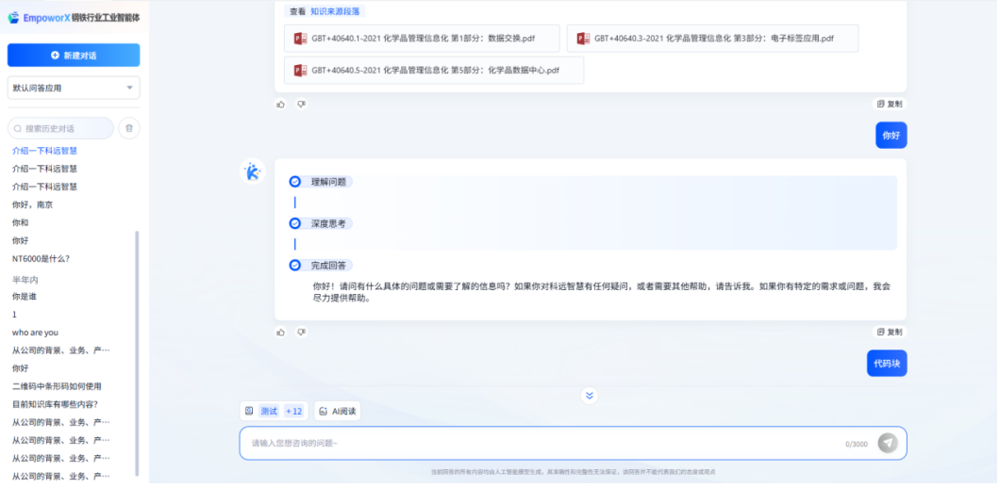 EmpoworX 钢铁行业工业智能体
新建对话
默认问答应用
搜索历史对话
介绍一下科远智慧
介绍一下科远智慧
介绍一下科远智慧
你好，南京
你和
你好
NT6000是什么？
半年内
你是谁
1
who are you
从公司的背景、业务、产…
你好
二维码中条形码如何使用
目前知识库有哪些内容？
从公司的背景、业务、产…
从公司的背景、业务、产…
从公司的背景、业务、产…
从公司的背景、业务、产…
查看 知识来源段落
GBT+40640.1-2021 化学品管理信息化 第1部分：数据交换.pdf
GBT+40640.3-2021 化学品管理信息化 第3部分：电子标签应用.pdf
GBT+40640.5-2021 化学品管理信息化 第5部分：化学品数据中心.pdf
复制
你好
理解问题
深度思考
完成回答
你好！请问有什么具体的问题或需要了解的信息吗？如果你对科远智慧有任何疑问，或者需要其他帮助，请告诉我。如果你有特定的需求或问题，我会
尽力提供帮助。
复制
代码块
测试 + 12 AI阅读
请输入您想咨询的问题~
0/3000
当前回答的所有内容均由人工智能模型生成，其准确性和完整性无法保证，该回答并不能代表我们的态度或观点